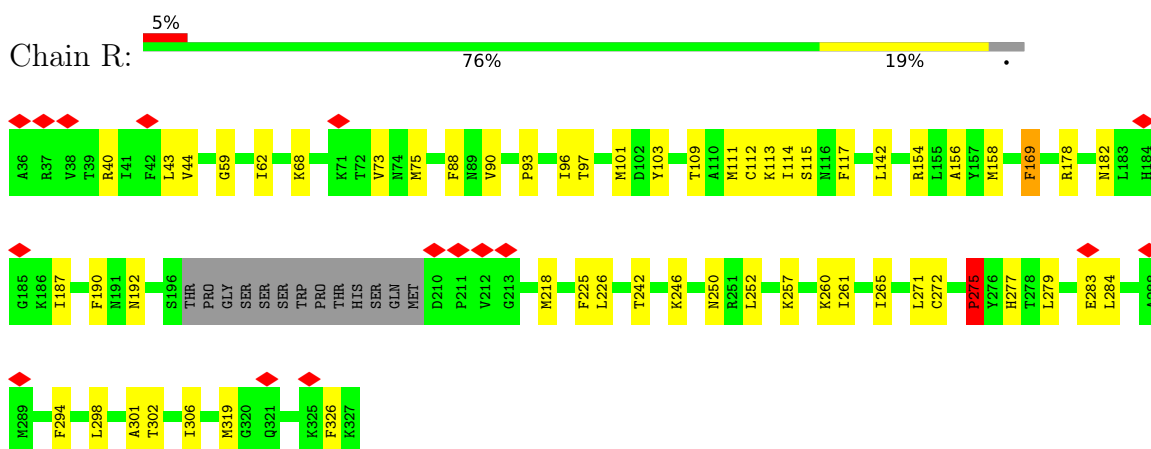 5%
Chain R:
76% 19% •
A36 R37 V38 T39 R40 I41 F42 L43 V44 G59 I62 K68 K71 T72 V73 N74 M75 F88 N89 V90 P93 I96 T97 M101 D102 Y103 T109 A110 M111 C112 K113 I114 S115 N116 F117 L142 R154 L155 A156 Y157 M158 F169 R178 N182 L183 H184
G185 K186 I187 F190 N191 N192 S196 THR PRO GLY SER SER SER TRP PRO THR HIS SER GLN MET D210 P211 V212 G213 M218 F225 L226 T242 K246 N250 R251 L252 K257 K260 I261 I265 L271 C272 P275 Y276 H277 T278 L279 E283 L284
M289 F294 L298 A301 T302 I306 M319 G320 Q321 K325 F326 K327